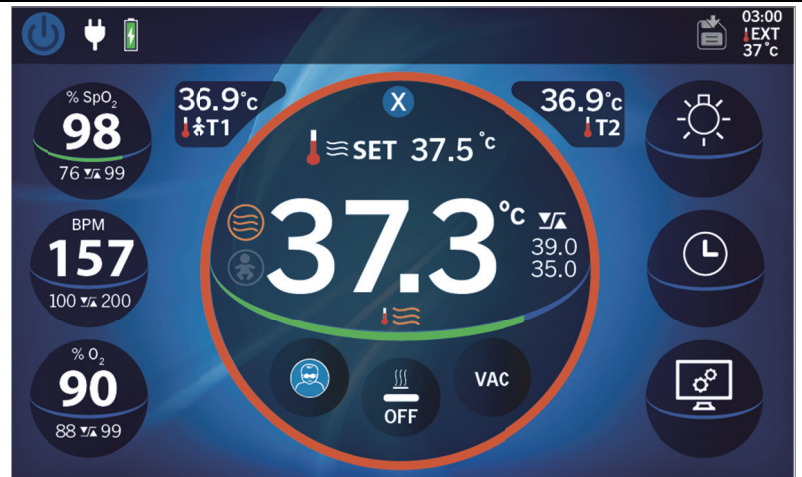 03:00
EXT
37°c
% SpO₂
98
76 99
36.9°c
T1
X
36.9°c
T2
SET 37.5°c
BPM
157
100 200
37.3°c
39.0
35.0
% O₂
90
88 99
OFF
VAC